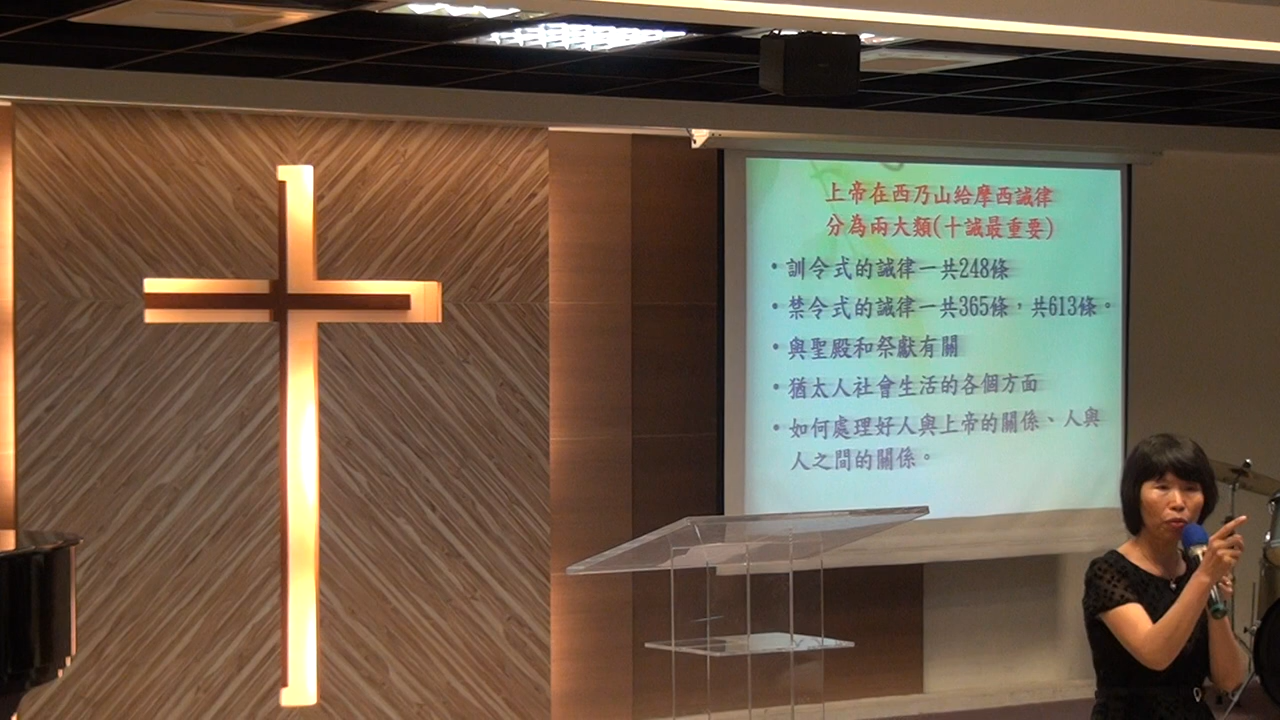 上帝在西乃山給摩西誡律
分為兩大類(十誡最重要)
•訓令式的誡律一共248條
•禁令式的誡律一共365條，共613條。
•與聖殿和祭獻有關
•猶太人社會生活的各個方面
•如何處理好人與上帝的關係、人與
人之間的關係。